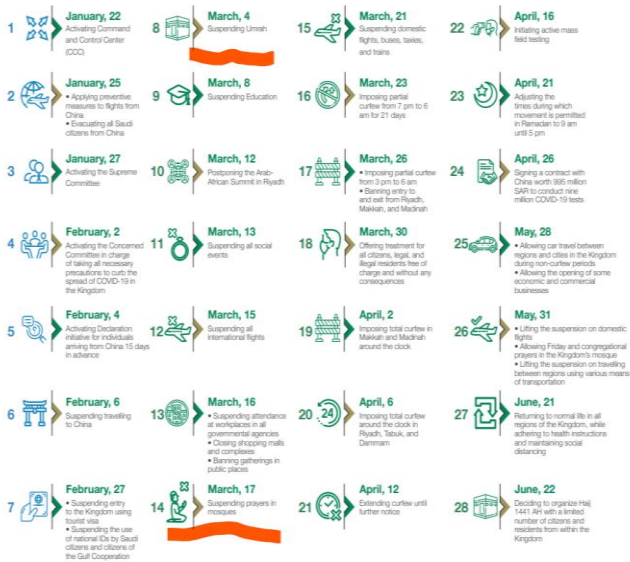 1
January, 22
Activating Command
and Control Center
(CCC)
2
January, 25
• Applying preventive
measures to flights from
China
• Evacuating all Saudi
citizens from China
3
January, 27
Activating the Supreme
Committee
4
February, 2
Activating the Concerned
Committee in charge
of taking all necessary
precautions to curb the
spread of COVID-19 in
the Kingdom
5
February, 4
Activating Declaration
initiative for individuals
arriving from China 15 days
in advance
6
February, 6
Suspending travelling
to China
7
February, 27
• Suspending entry
to the Kingdom using
tourist visa
• Suspending the use
of national IDs by Saudi
citizens and citizens of
the Gulf Cooperation
8
March, 4
Suspending Umrah
9
March, 8
Suspending Education
10
March, 12
Postponing the Arab-
African Summit in Riyadh
11
March, 13
Suspending all social
events
12
March, 15
Suspending all
international flights
13
March, 16
• Suspending attendance
at workplaces in all
governmental agencies
• Closing shopping malls
and complexes
• Banning gatherings in
public places
14
March, 17
Suspending prayers in
mosques
15
March, 21
Suspending domestic
flights, buses, taxies,
and trains
16
March, 23
Imposing partial
curfew from 7 pm to 6
am for 21 days
17
March, 26
• Imposing partial curfew
from 3 pm to 6 am
• Banning entry to
and exit from Riyadh,
Makkah, and Madinah
18
March, 30
Offering treatment for
all citizens, legal, and
illegal residents free of
charge and without any
consequences
19
April, 2
Imposing total curfew in
Makkah and Madinah
around the clock
20
24
April, 6
Imposing total curfew
around the clock in
Riyadh, Tabuk, and
Dammam
21
April, 12
Extending curfew until
further notice
22
April, 16
Initiating active mass
field testing
23
April, 21
Adjusting the
times during which
movement is permitted
in Ramadan to 9 am
until 5 pm
24
April, 26
Signing a contract with
China worth 995 million
SAR to conduct nine
million COVID-19 tests
25
May, 28
• Allowing car travel between
regions and cities in the Kingdom
during non-curfew periods
• Allowing the opening of some
economic and commercial
businesses
26
May, 31
• Lifting the suspension on domestic
flights
• Allowing Friday and congregational
prayers in the Kingdom's mosque
• Lifting the suspension on travelling
between regions using various means
of transportation
27
June, 21
Returning to normal life in all
regions of the Kingdom, while
adhering to health instructions
and maintaining social
distancing
28
June, 22
Deciding to organize Hajj
1441 AH with a limited
number of citizens and
residents from within the
Kingdom